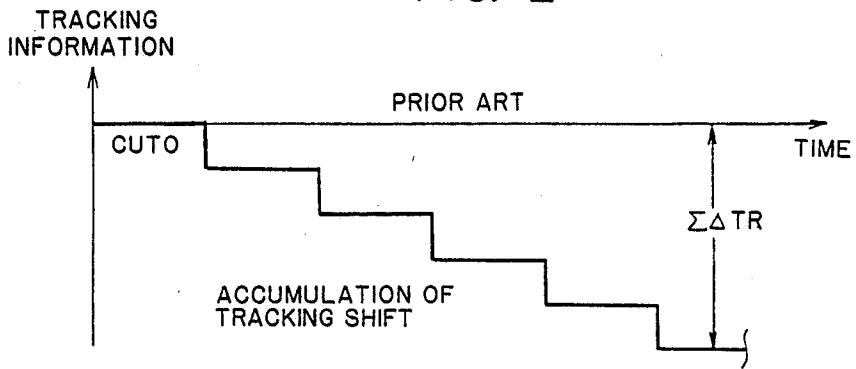 TRACKING
INFORMATION
PRIOR ART
CUTO
TIME
ΣΔTR
ACCUMULATION OF
TRACKING SHIFT